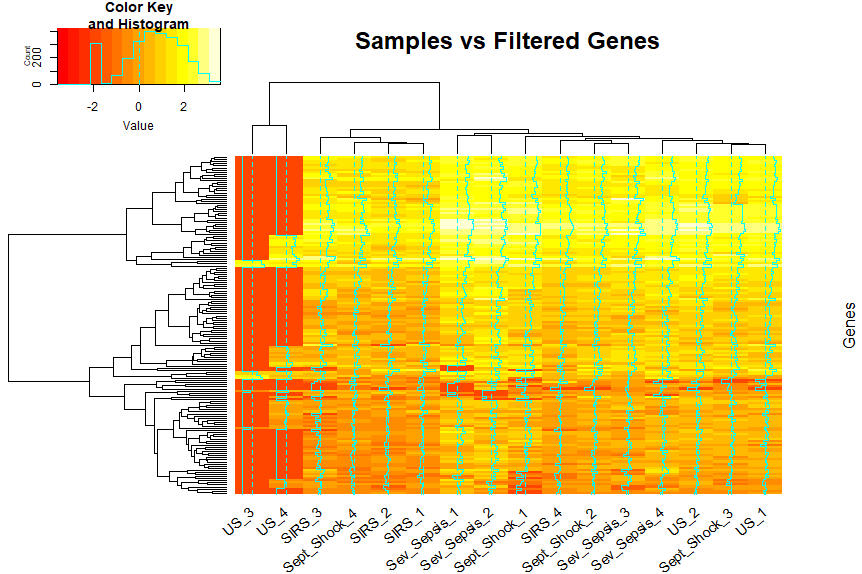 Color Key
and Histogram
Count
0
200
-2
0
2
Value
Samples vs Filtered Genes
Genes
US_3
US_4
SIRS_3
Sept_Shock_4
SIRS_2
SIRS_1
Sev_Sepsis_1
Sev_Sepsis_2
Sept_Shock_1
SIRS_4
Sept_Shock_2
Sev_Sepsis_3
Sev_Sepsis_4
US_2
Sept_Shock_3
US_1